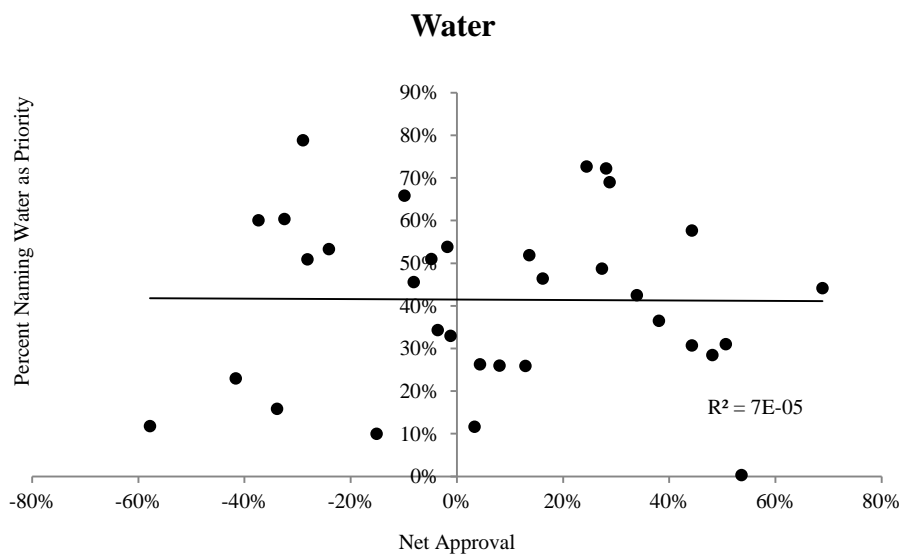 Water
Percent Naming Water as Priority
90%
80%
70%
60%
50%
40%
30%
20%
10%
0%
R² = 7E-05
-80% -60% -40% -20% 0% 20% 40% 60% 80%
Net Approval